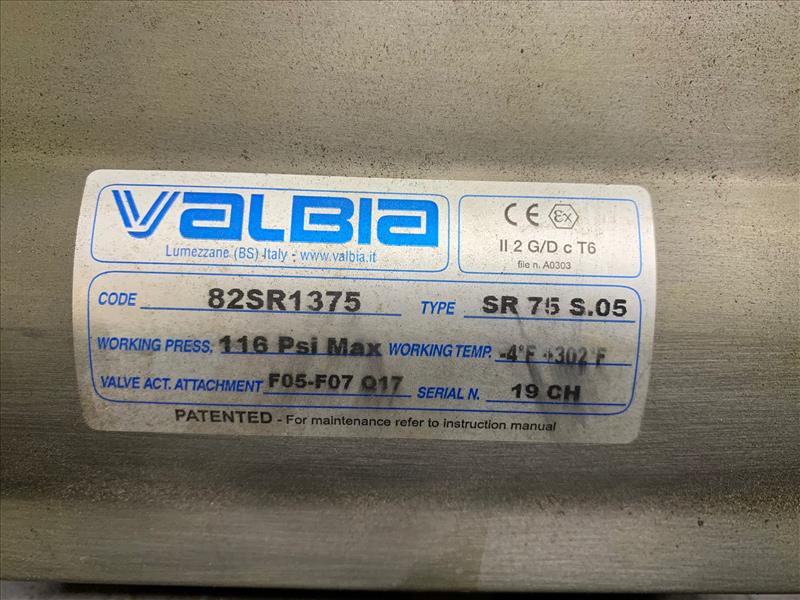 VALBIA
Lumezzane (BS) Italy - www.valbia.it
CE Ex
II 2 G/D c T6
file n. A0303
CODE 82SR1375 TYPE SR 75 S.05
WORKING PRESS. 116 Psi Max WORKING TEMP. -4°F +302°F
VALVE ACT. ATTACHMENT F05-F07 Q17 SERIAL N. 19 CH
PATENTED - For maintenance refer to instruction manual